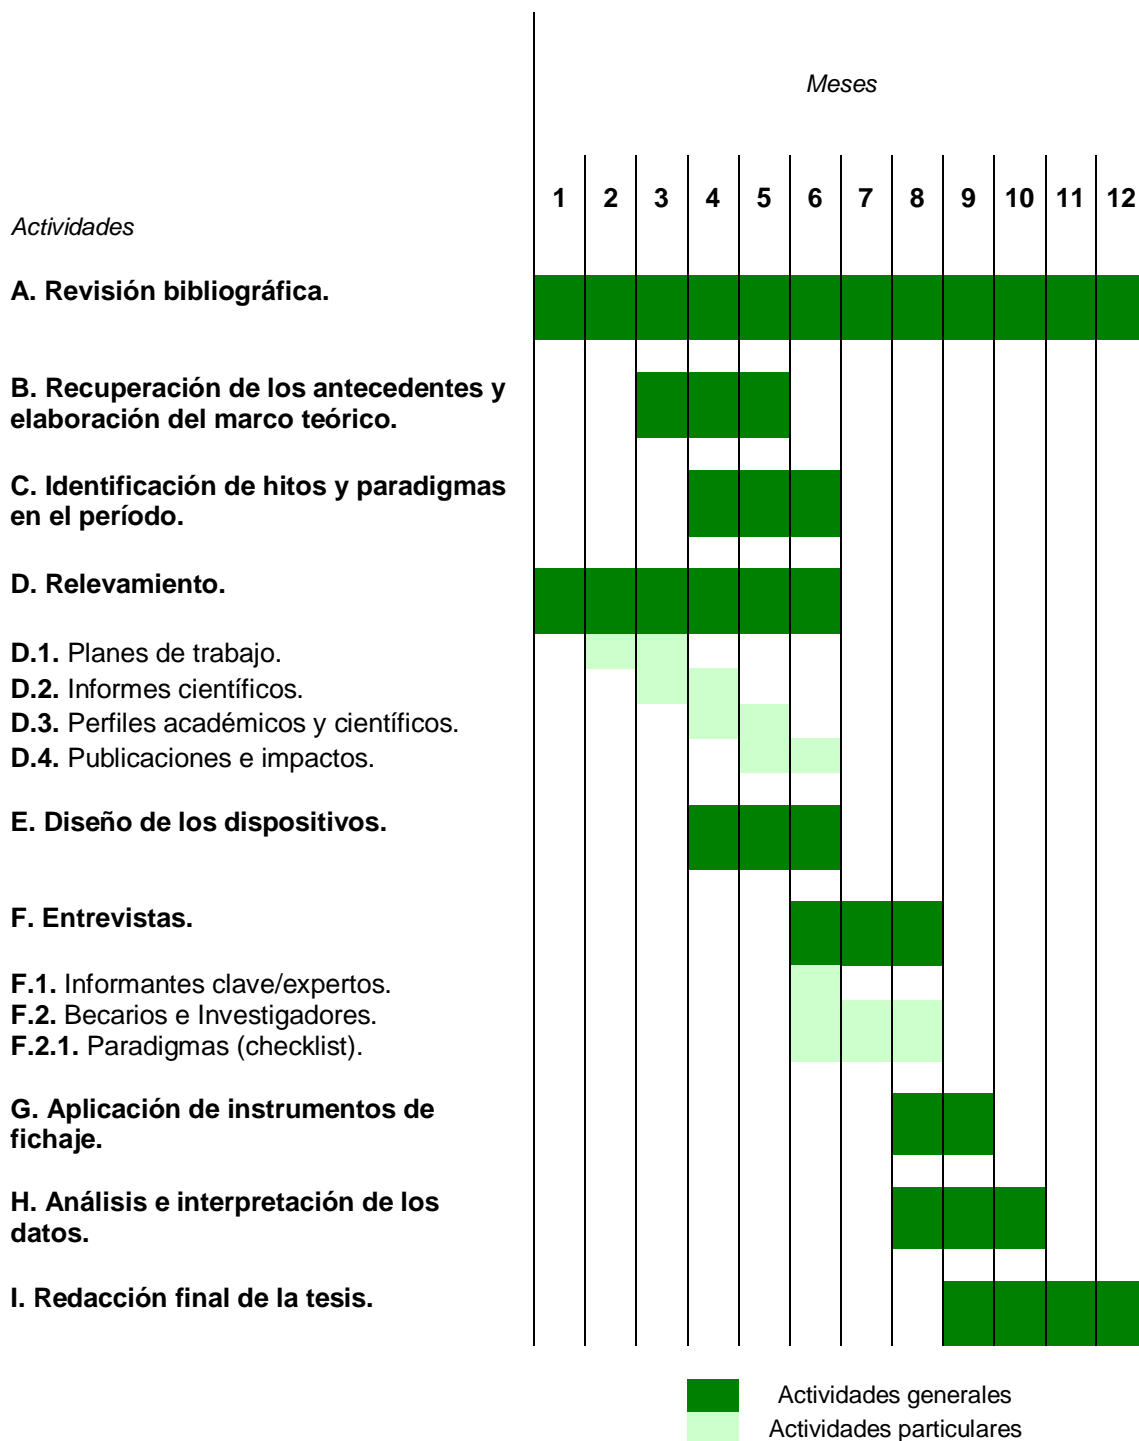 Meses
1 2 3 4 5 6 7 8 9 10 11 12
Actividades
A. Revisión bibliográfica.
B. Recuperación de los antecedentes y
elaboración del marco teórico.
C. Identificación de hitos y paradigmas
en el período.
D. Relevamiento.
D.1. Planes de trabajo.
D.2. Informes científicos.
D.3. Perfiles académicos y científicos.
D.4. Publicaciones e impactos.
E. Diseño de los dispositivos.
F. Entrevistas.
F.1. Informantes clave/expertos.
F.2. Becarios e Investigadores.
F.2.1. Paradigmas (checklist).
G. Aplicación de instrumentos de
fichaje.
H. Análisis e interpretación de los
datos.
I. Redacción final de la tesis.
Actividades generales
Actividades particulares